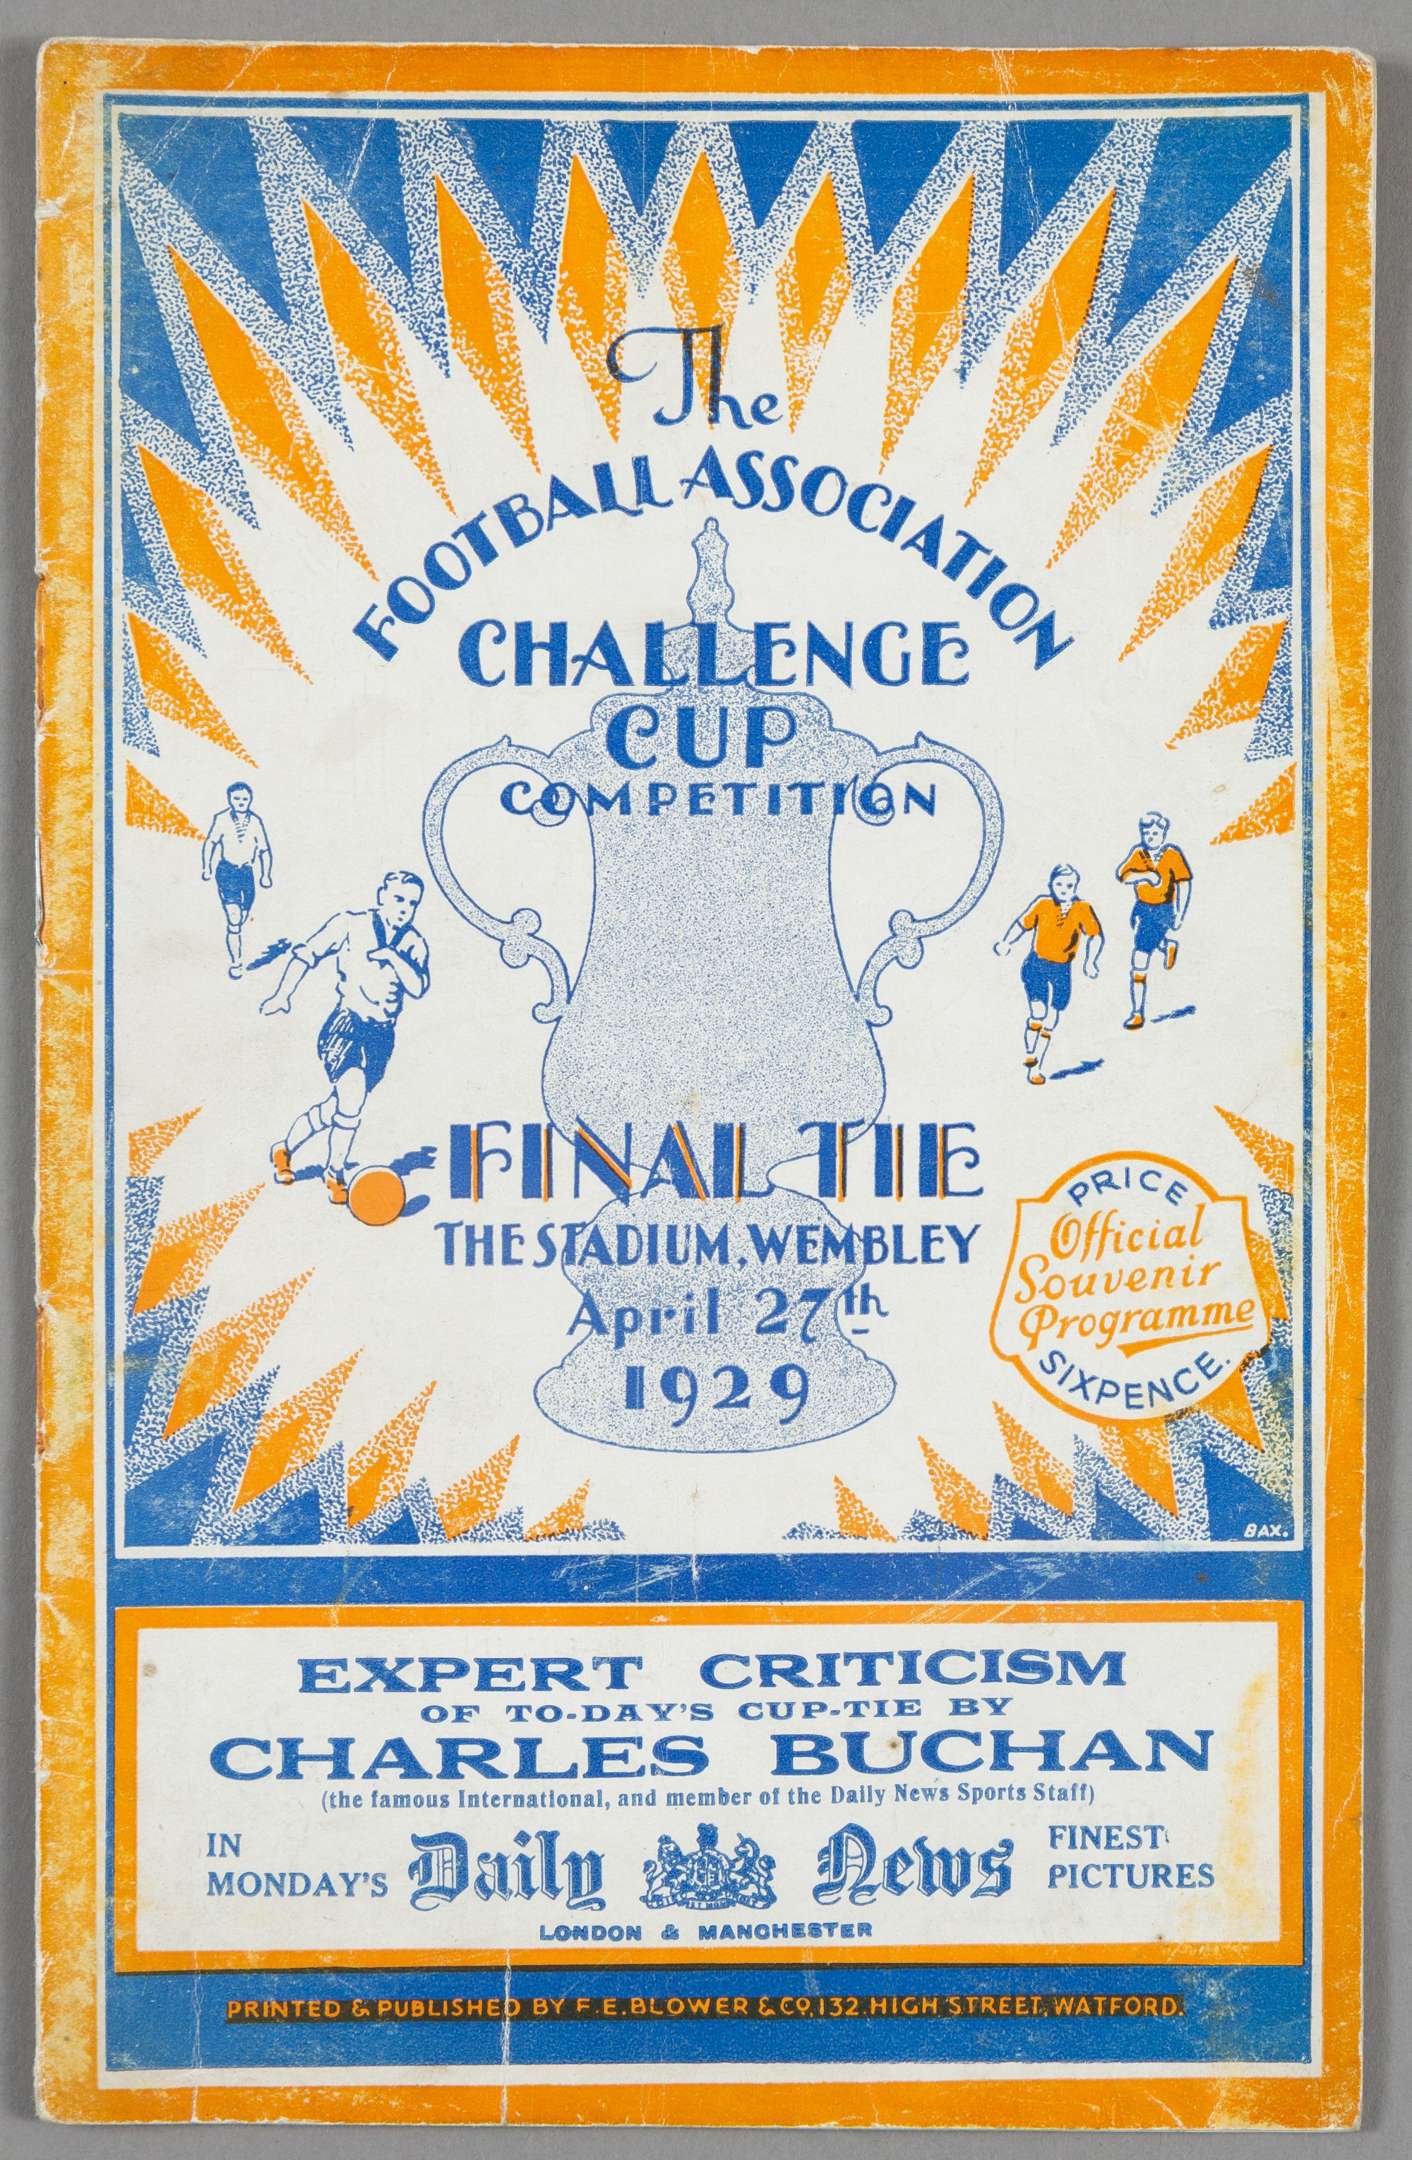 The
FOOTBALL ASSOCIATION
CHALLENGE
CUP
COMPETITION
FINAL TIE
THE STADIUM, WEMBLEY
April 27th
1929
PRICE
Official
Souvenir
Programme
SIXPENCE.
BAX.
EXPERT CRITICISM
OF TO-DAY'S CUP-TIE BY
CHARLES BUCHAN
(the famous International, and member of the Daily News Sports Staff)
IN
MONDAY'S
Daily News
FINEST
PICTURES
LONDON & MANCHESTER
PRINTED & PUBLISHED BY F.E.BLOWER & CO, 132. HIGH STREET, WATFORD.